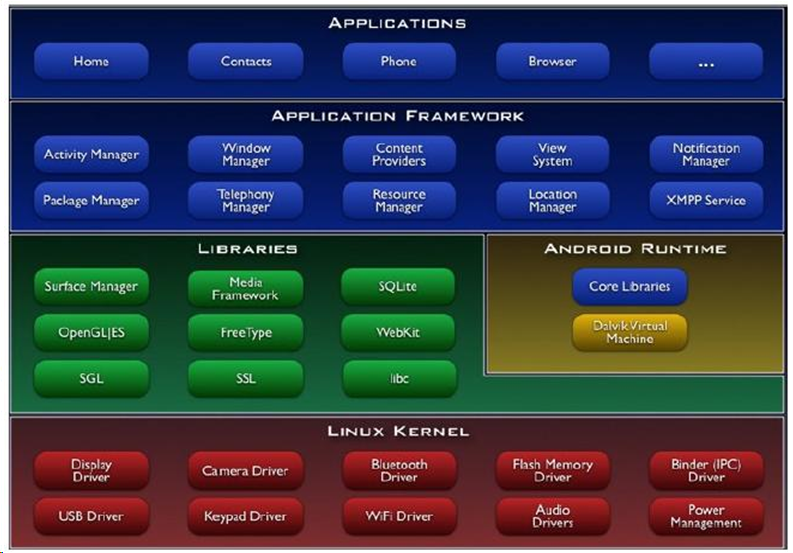 APPLICATIONS
Home
Contacts
Phone
Browser
...
APPLICATION FRAMEWORK
Activity Manager
Window
Manager
Content
Providers
View
System
Notification
Manager
Package Manager
Telephony
Manager
Resource
Manager
Location
Manager
XMPP Service
LIBRARIES
Surface Manager
Media
Framework
SQLite
OpenGL|ES
FreeType
WebKit
SGL
SSL
libc
ANDROID RUNTIME
Core Libraries
Dalvik Virtual
Machine
LINUX KERNEL
Display
Driver
Camera Driver
Bluetooth
Driver
Flash Memory
Driver
Binder (IPC)
Driver
USB Driver
Keypad Driver
WiFi Driver
Audio
Drivers
Power
Management